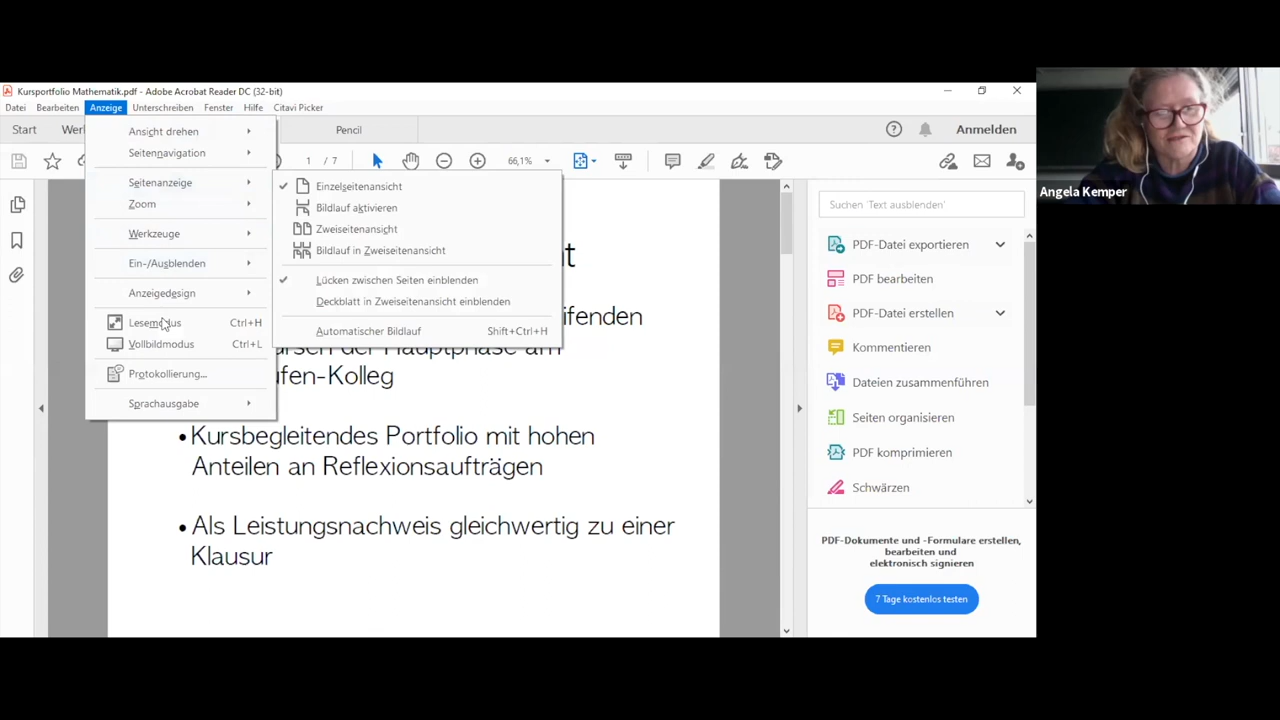 Kursportfolio Mathematik.pdf - Adobe Acrobat Reader DC (32-bit)
Datei Bearbeiten Anzeige Unterschreiben Fenster Hilfe Citavi Picker
Start
Pencil
Anmelden
1 / 7
66,1%
Ansicht drehen
Seitennavigation
Seitenanzeige
Zoom
Werkzeuge
Ein-/Ausblenden
Anzeigedesign
Lesemodus Ctrl+H
Vollbildmodus Ctrl+L
Protokollierung...
Sprachausgabe
Einzelseitenansicht
Bildlauf aktivieren
Zweiseitenansicht
Bildlauf in Zweiseitenansicht
Lücken zwischen Seiten einblenden
Deckblatt in Zweiseitenansicht einblenden
Automatischer Bildlauf Shift+Ctrl+H
•Kursbegleitendes Portfolio mit hohen
Anteilen an Reflexionsaufträgen
•Als Leistungsnachweis gleichwertig zu einer
Klausur
der Hauptphase am
-Kolleg
Suchen 'Text ausblenden'
PDF-Datei exportieren
PDF bearbeiten
PDF-Datei erstellen
Kommentieren
Dateien zusammenführen
Seiten organisieren
PDF komprimieren
Schwärzen
PDF-Dokumente und -Formulare erstellen,
bearbeiten und
elektronisch signieren
7 Tage kostenlos testen
Angela Kemper